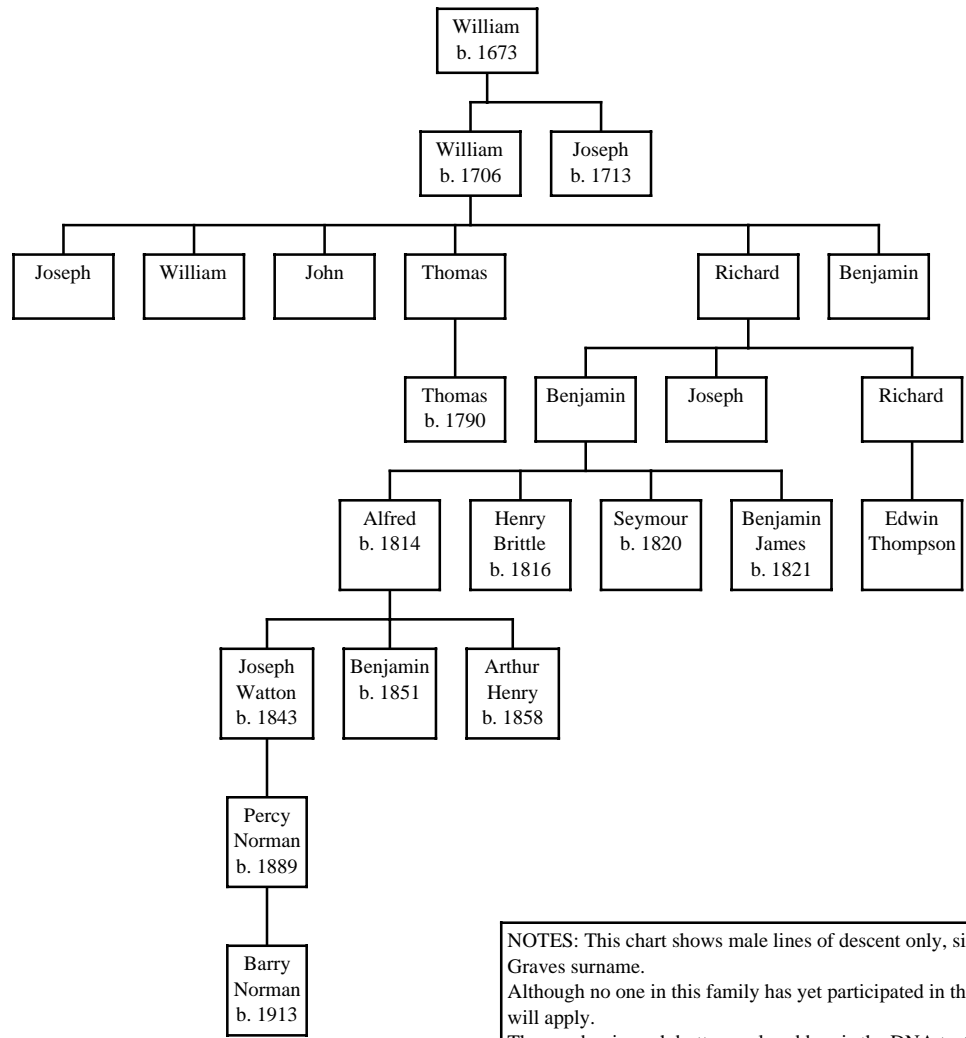 William
b. 1673
William
b. 1706
Joseph
b. 1713
Joseph
William
John
Thomas
Richard
Benjamin
Thomas
b. 1790
Benjamin
Joseph
Richard
Alfred
b. 1814
Henry
Brittle
b. 1816
Seymour
b. 1820
Benjamin
James
b. 1821
Edwin
Thompson
Joseph
Watton
b. 1843
Benjamin
b. 1851
Arthur
Henry
b. 1858
Percy
Norman
b. 1889
Barry
Norman
b. 1913
NOTES: This chart shows male lines of descent only, si
Graves surname.
Although no one in this family has yet participated in th
will apply.